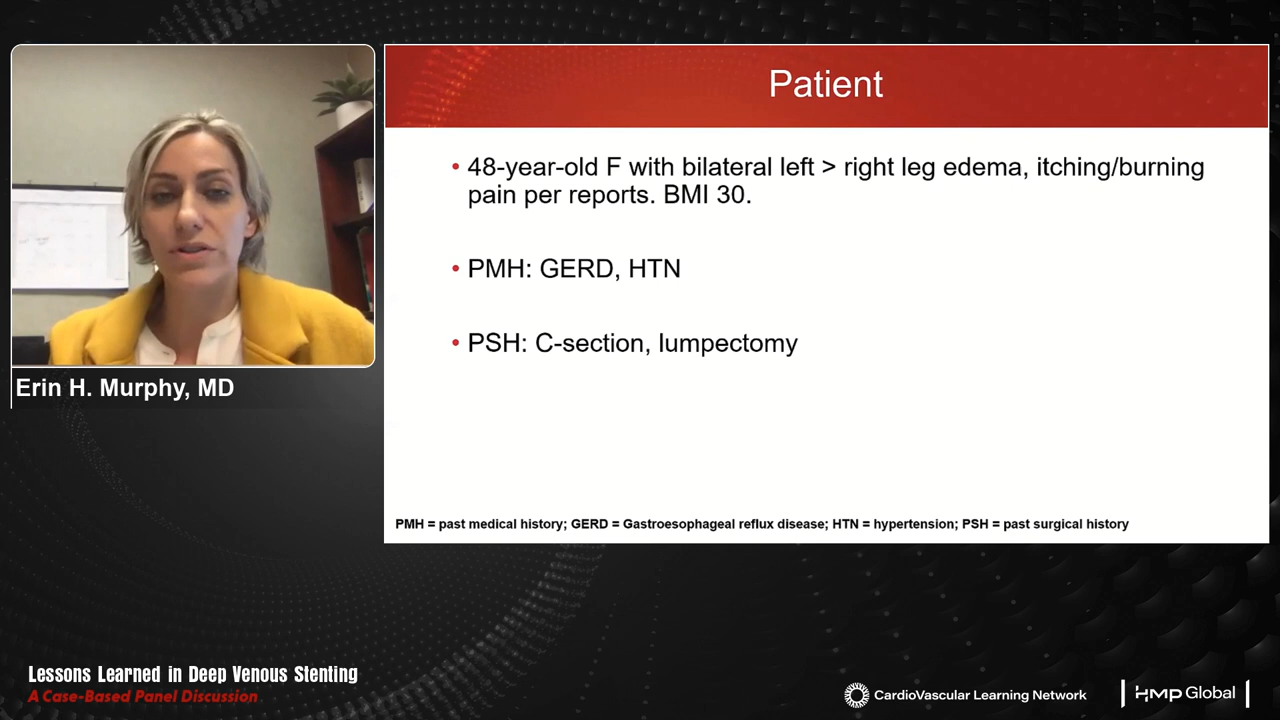 Patient
• 48-year-old F with bilateral left > right leg edema, itching/burning
pain per reports. BMI 30.
• PMH: GERD, HTN
• PSH: C-section, lumpectomy
PMH = past medical history; GERD = Gastroesophageal reflux disease; HTN = hypertension; PSH = past surgical history
Erin H. Murphy, MD
Lessons Learned in Deep Venous Stenting
A Case-Based Panel Discussion
CardioVascular Learning Network
HMP Global